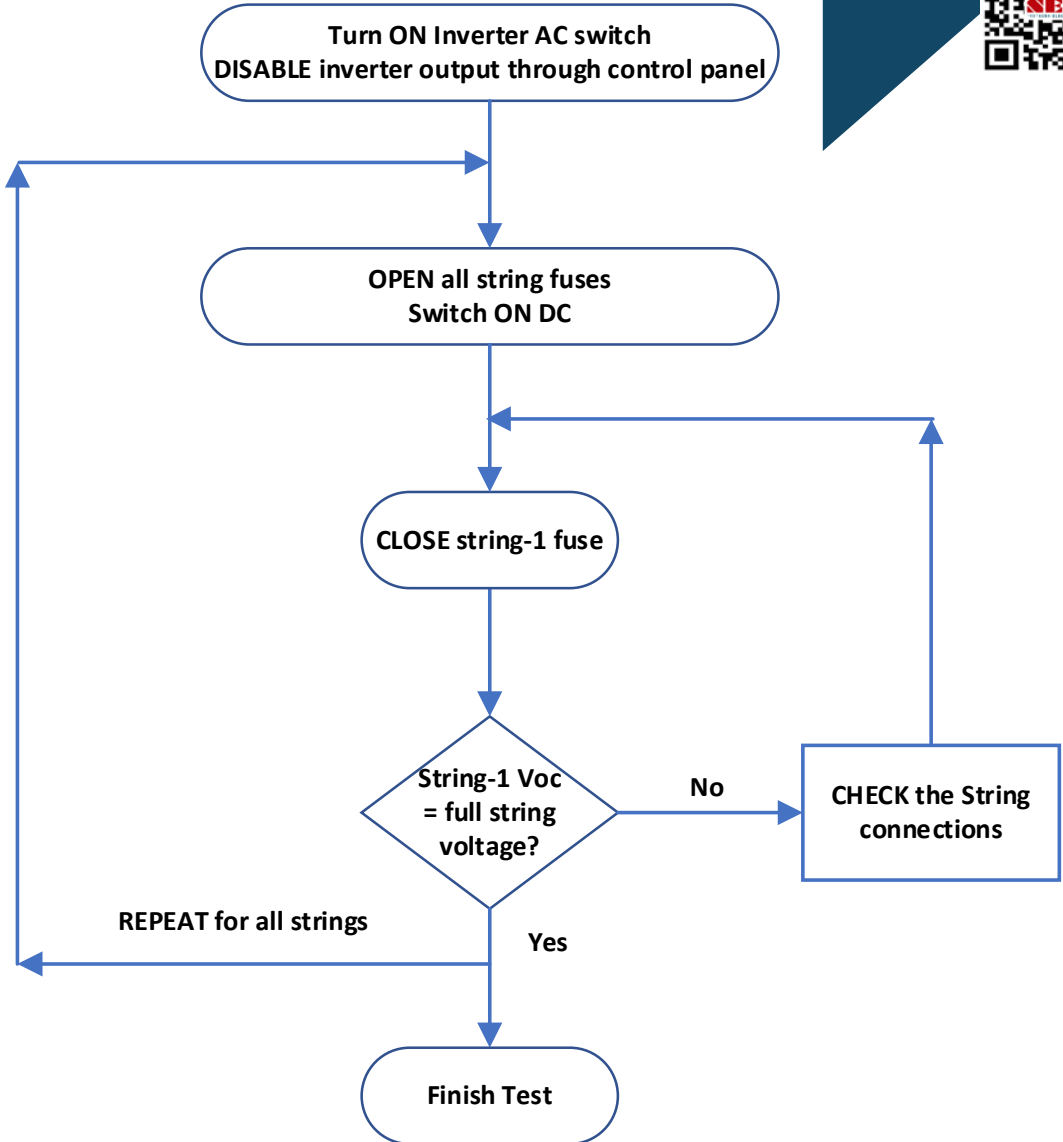 Turn ON Inverter AC switch
DISABLE inverter output through control panel
OPEN all string fuses
Switch ON DC
CLOSE string-1 fuse
String-1 Voc
= full string
voltage?
No
CHECK the String
connections
REPEAT for all strings
Yes
Finish Test